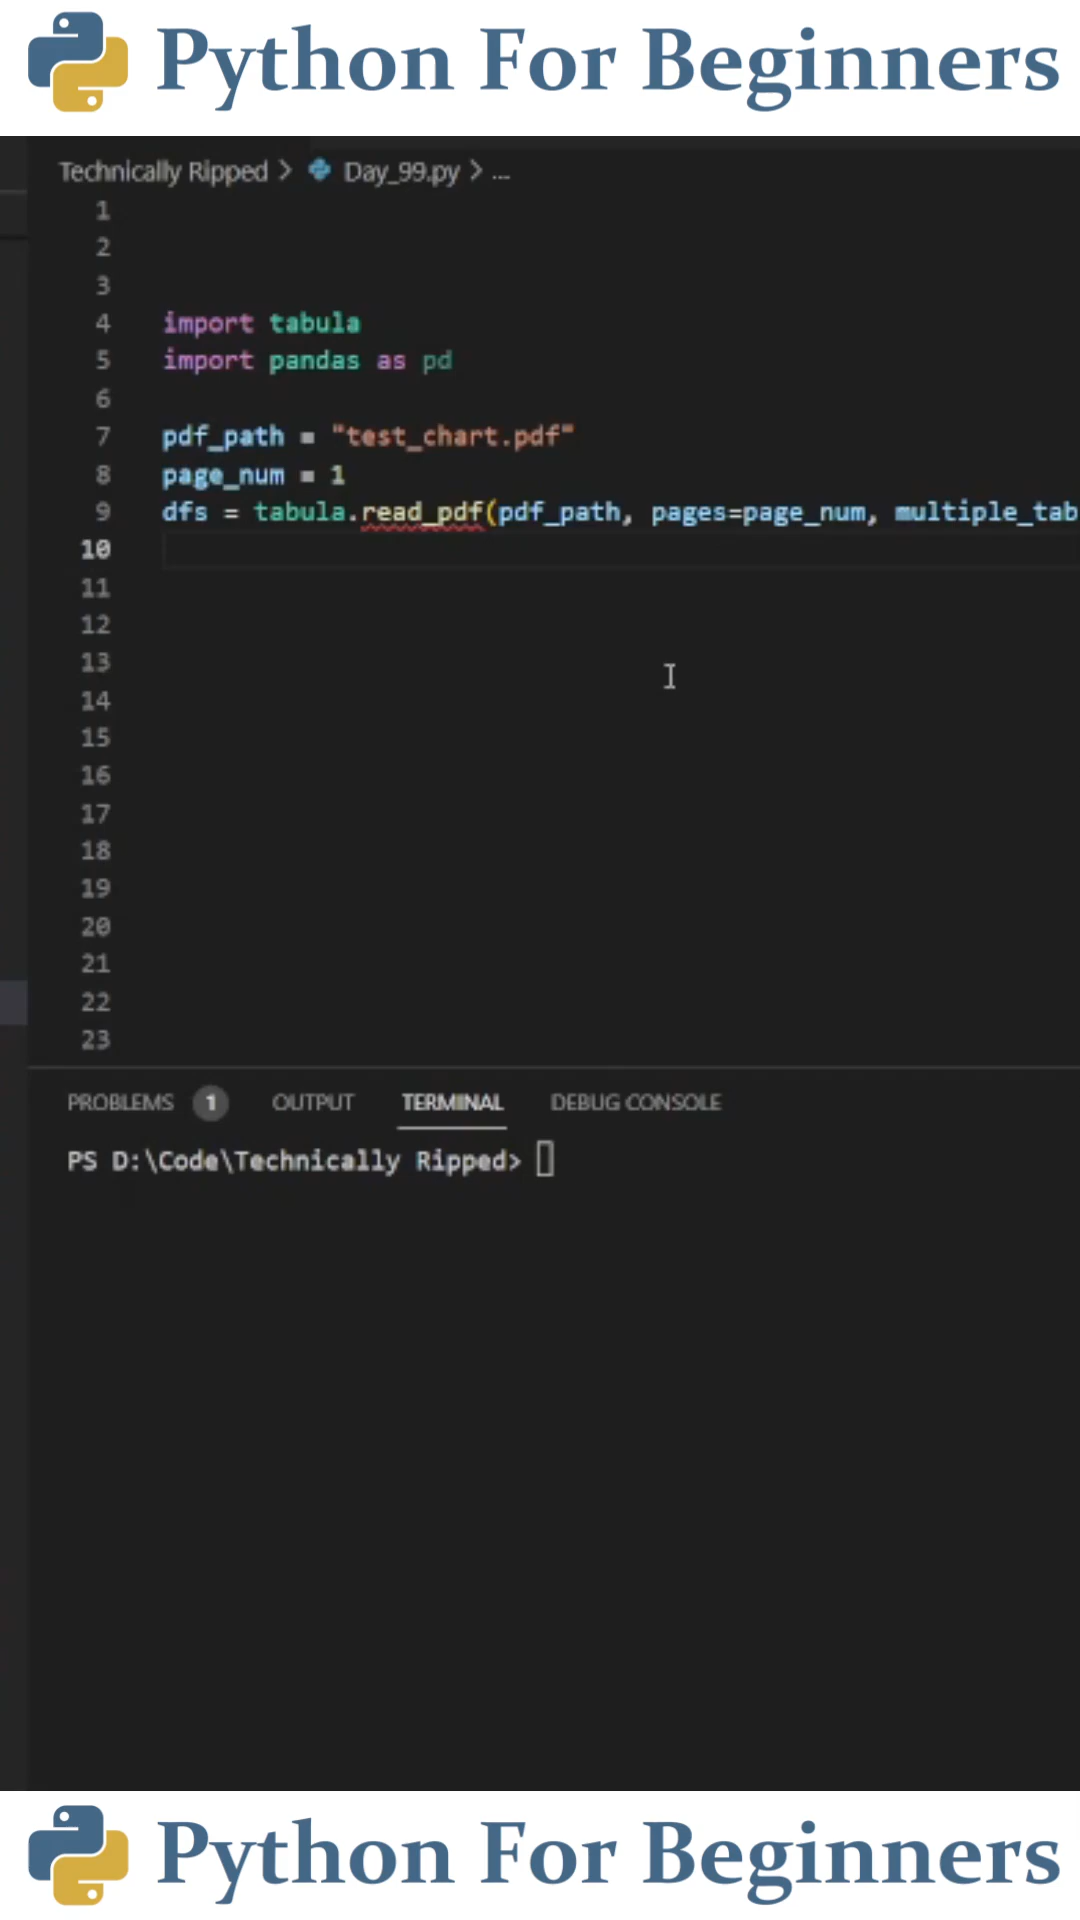 Python For Beginners
Technically Ripped > Day_99.py > ...
1
2
3
4 import tabula
5 import pandas as pd
6
7 pdf_path = "test_chart.pdf"
8 page_num = 1
9 dfs = tabula.read_pdf(pdf_path, pages=page_num, multiple_tab
10
11
12
13
14
15
16
17
18
19
20
21
22
23
PROBLEMS 1 OUTPUT TERMINAL DEBUG CONSOLE
PS D:\Code\Technically Ripped>
Python For Beginners